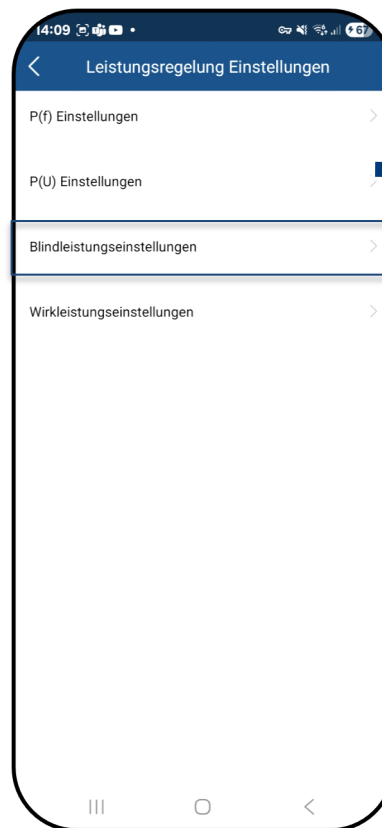 14:09
67
Leistungsregelung Einstellungen
P(f) Einstellungen
P(U) Einstellungen
Blindleistungseinstellungen
Wirkleistungseinstellungen